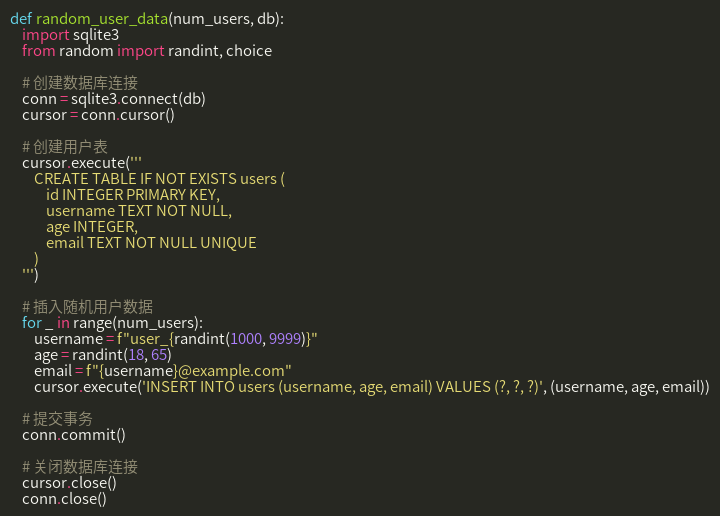 def random_user_data(num_users, db):
    import sqlite3
    from random import randint, choice

    # 创建数据库连接
    conn = sqlite3.connect(db)
    cursor = conn.cursor()

    # 创建用户表
    cursor.execute('''
        CREATE TABLE IF NOT EXISTS users (
            id INTEGER PRIMARY KEY,
            username TEXT NOT NULL,
            age INTEGER,
            email TEXT NOT NULL UNIQUE
        )
    ''')

    # 插入随机用户数据
    for _ in range(num_users):
        username = f"user_{randint(1000, 9999)}"
        age = randint(18, 65)
        email = f"{username}@example.com"
        cursor.execute('INSERT INTO users (username, age, email) VALUES (?, ?, ?)', (username, age, email))

    # 提交事务
    conn.commit()

    # 关闭数据库连接
    cursor.close()
    conn.close()